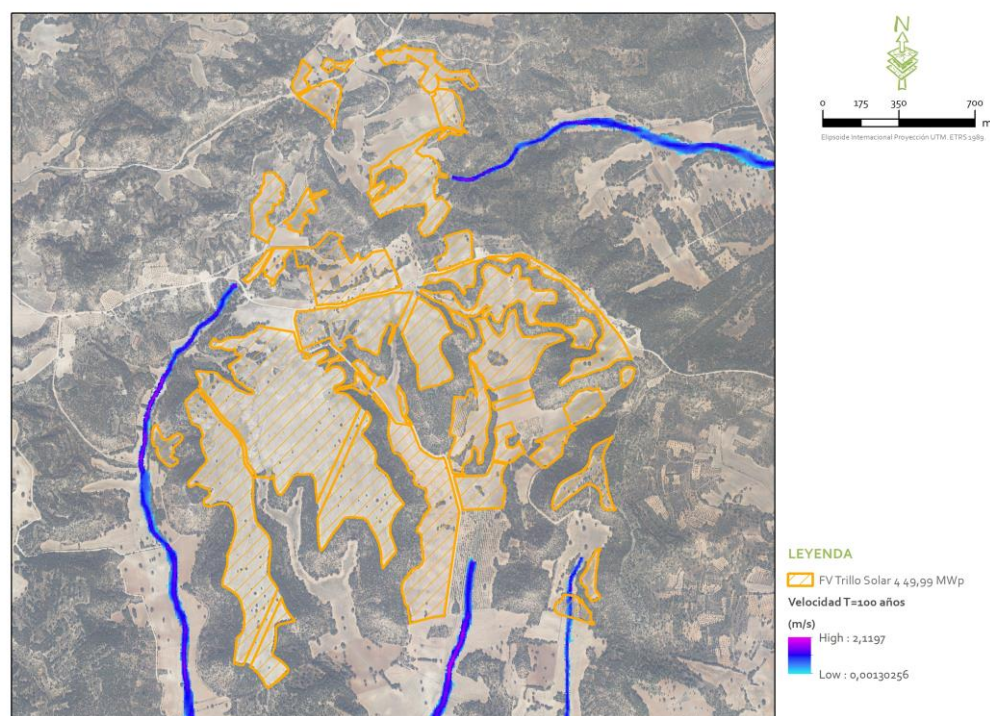 N
0 175 350 700
m
Elipsoide Internacional Proyección UTM. ETRS 1989.
LEYENDA
FV Trillo Solar 4 49,99 MWp
Velocidad T=100 años
(m/s)
High : 2,1197
Low : 0,00130256